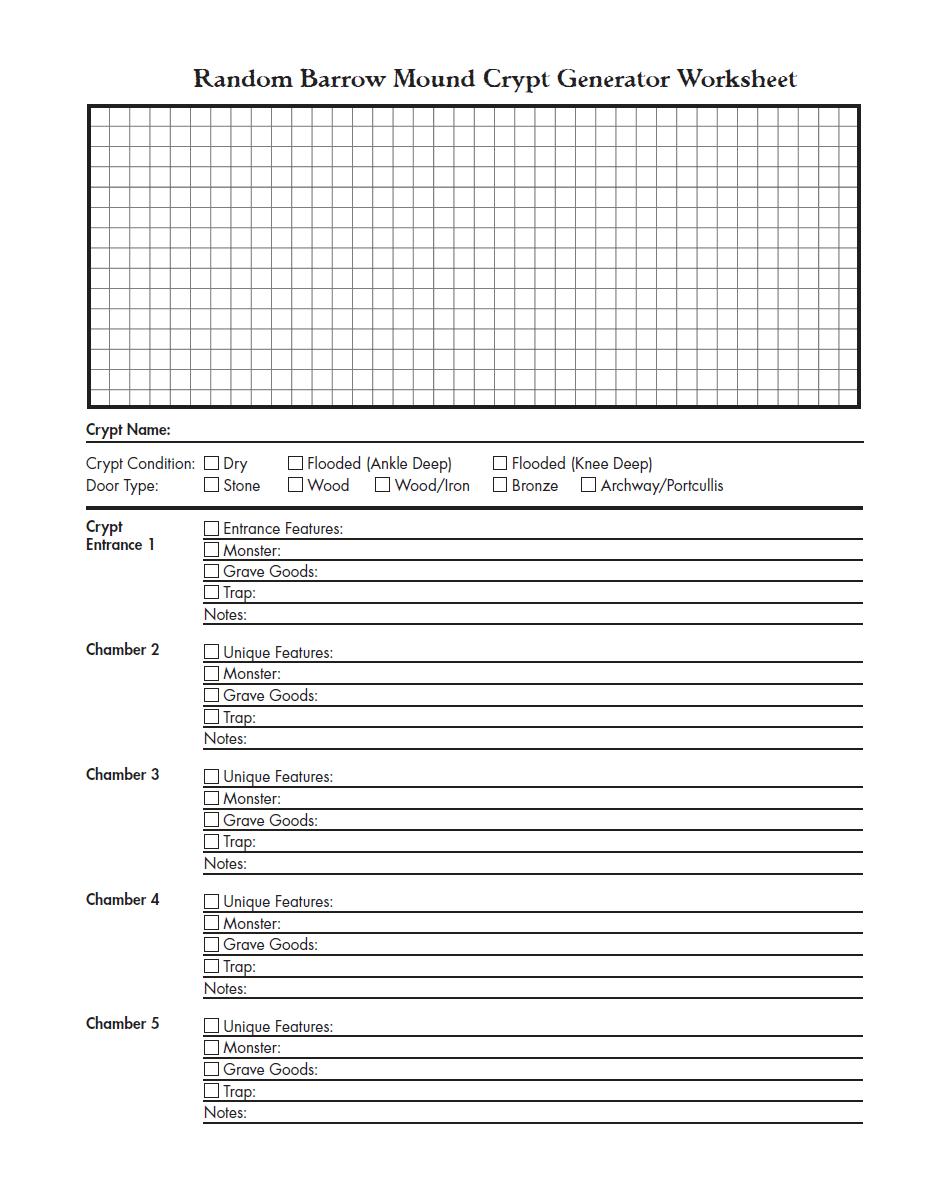 Random Barrow Mound Crypt Generator Worksheet
Crypt Name:
Crypt Condition: Dry Flooded (Ankle Deep) Flooded (Knee Deep)
Door Type: Stone Wood Wood/Iron Bronze Archway/Portcullis
Crypt
Entrance 1
Entrance Features:
Monster:
Grave Goods:
Trap:
Notes:
Chamber 2
Unique Features:
Monster:
Grave Goods:
Trap:
Notes:
Chamber 3
Unique Features:
Monster:
Grave Goods:
Trap:
Notes:
Chamber 4
Unique Features:
Monster:
Grave Goods:
Trap:
Notes:
Chamber 5
Unique Features:
Monster:
Grave Goods:
Trap:
Notes: